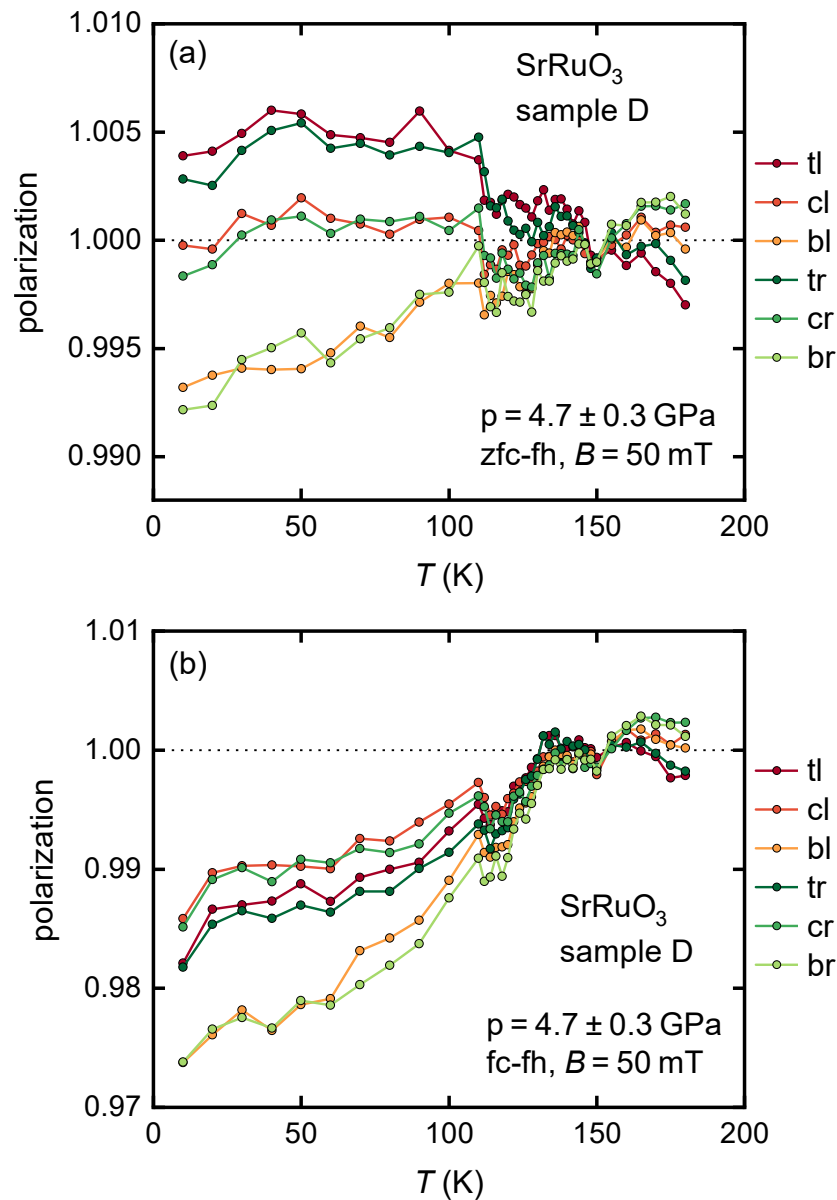 1.010
(a)
SrRuO3
sample D
1.005
tl
cl
1.000
bl
polarization
tr
cr
0.995
br
p = 4.7 ± 0.3 GPa
0.990
zfc-fh, B = 50 mT
0 50 100 150 200
T (K)
1.01
(b)
1.00
tl
cl
bl
polarization
0.99
tr
cr
SrRuO3
br
sample D
0.98
p = 4.7 ± 0.3 GPa
fc-fh, B = 50 mT
0.97
0 50 100 150 200
T (K)